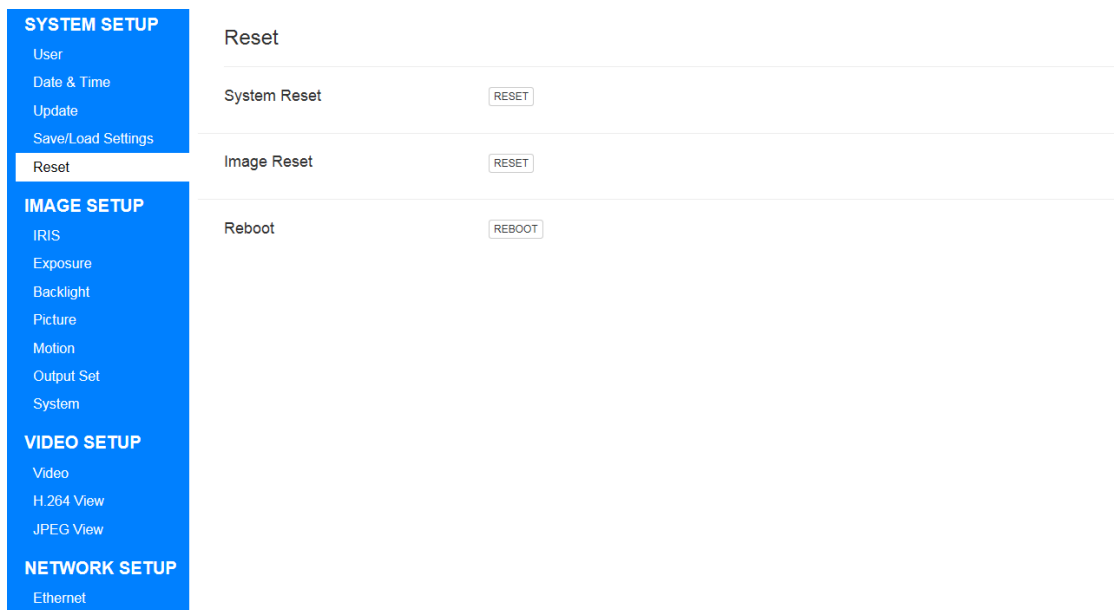 SYSTEM SETUP
User
Date & Time
Update
Save/Load Settings
Reset
IMAGE SETUP
IRIS
Exposure
Backlight
Picture
Motion
Output Set
System
VIDEO SETUP
Video
H.264 View
JPEG View
NETWORK SETUP
Ethernet
Reset
System Reset RESET
Image Reset RESET
Reboot REBOOT